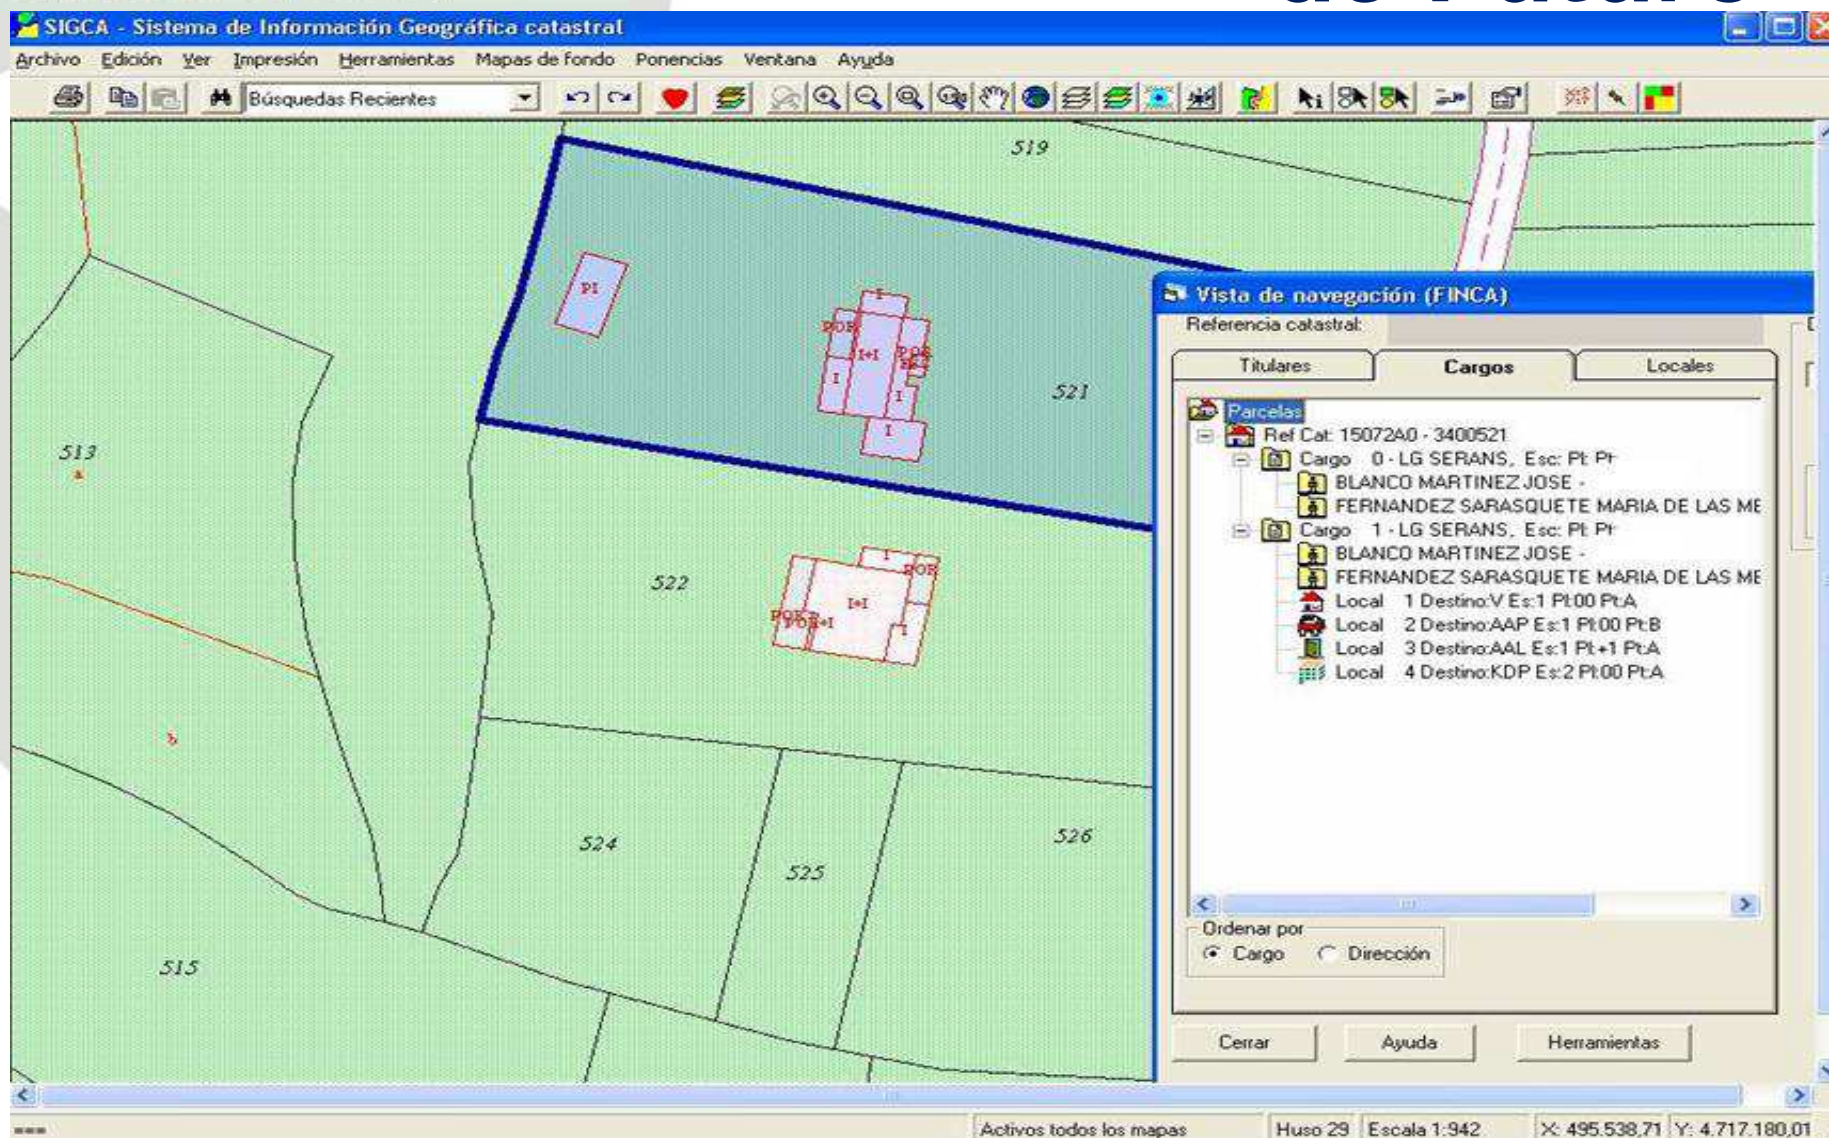 SIGCA - Sistema de Información Geográfica catastral
Archivo Edición Ver Impresión Herramientas Mapas de fondo Ponencias Ventana Ayuda
Búsquedas Recientes
519
PI
I
POR
I+I
POR
I
I
521
I
513
a
522
I
POR
I+I
I
b
524
525
526
515
Vista de navegación (FINCA)
Referencia catastral:
Titulares Cargos Locales
Parcelas
Ref Cat: 15072A0 - 3400521
Cargo 0 - LG SERANS, Esc: Pl: Pt:
BLANCO MARTINEZ JOSE -
FERNANDEZ SARASQUETE MARIA DE LAS ME
Cargo 1 - LG SERANS, Esc: Pl: Pt:
BLANCO MARTINEZ JOSE -
FERNANDEZ SARASQUETE MARIA DE LAS ME
Local 1 Destino:V Es:1 Pl:00 Pt:A
Local 2 Destino:AAP Es:1 Pl:00 Pt:B
Local 3 Destino:AAL Es:1 Pl:+1 Pt:A
Local 4 Destino:KDP Es:2 Pl:00 Pt:A
Ordenar por
Cargo Dirección
Cerrar Ayuda Herramientas
Activos todos los mapas Huso 29 Escala 1:942 X: 495.538,71 Y: 4.717.180,01